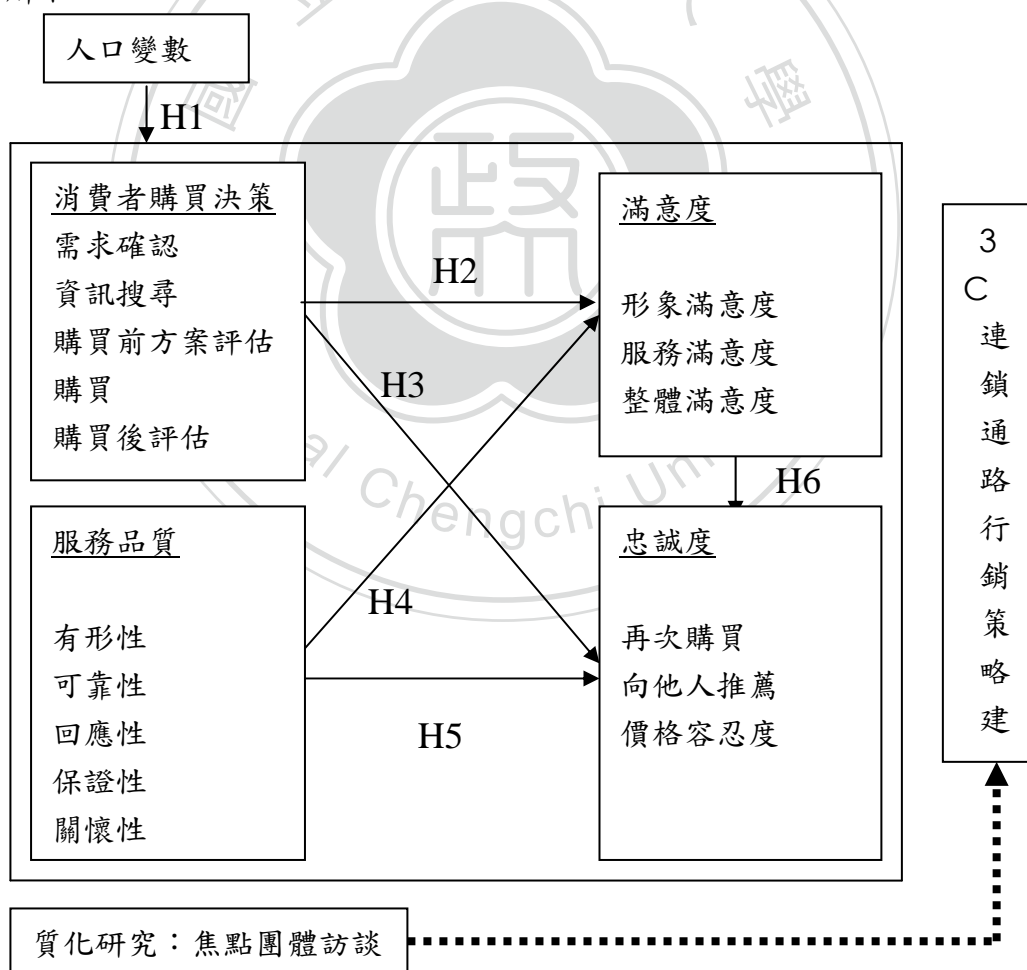 人口變數
H1
消費者購買決策
需求確認
資訊搜尋
購買前方案評估
購買
購買後評估
H2
H3
滿意度
形象滿意度
服務滿意度
整體滿意度
H6
服務品質
有形性
可靠性
回應性
保證性
關懷性
H4
H5
忠誠度
再次購買
向他人推薦
價格容忍度
3
C
連
鎖
通
路
行
銷
策
略
建
質化研究：焦點團體訪談
國
政
學
Chengchi